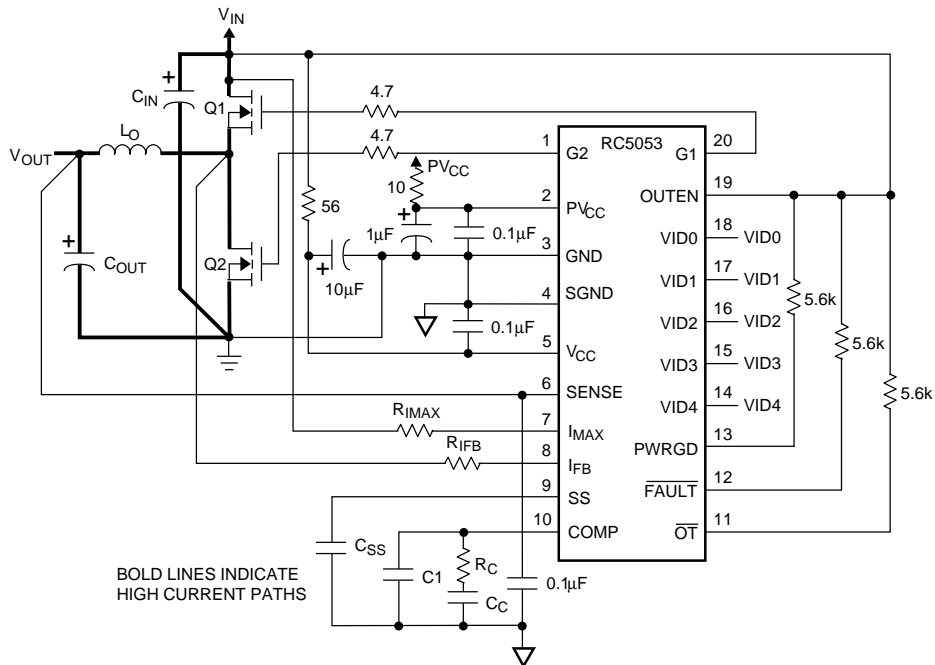 VIN
+
CIN
Q1
4.7
4.7
LO
VOUT
+
COUT
Q2
56
PVCC
10
+
1µF
0.1µF
+
10µF
0.1µF
RIMAX
RIFB
RC5053
1 G2
2 PVCC
3 GND
4 SGND
5 VCC
6 SENSE
7 IMAX
8 IFB
9 SS
10 COMP
G1 20
OUTEN 19
VID0 18 VID0
VID1 17 VID1
VID2 16 VID2
VID3 15 VID3
VID4 14 VID4
PWRGD 13
FAULT 12
OT 11
5.6k
5.6k
5.6k
CSS
C1
RC
CC
0.1µF
BOLD LINES INDICATE
HIGH CURRENT PATHS